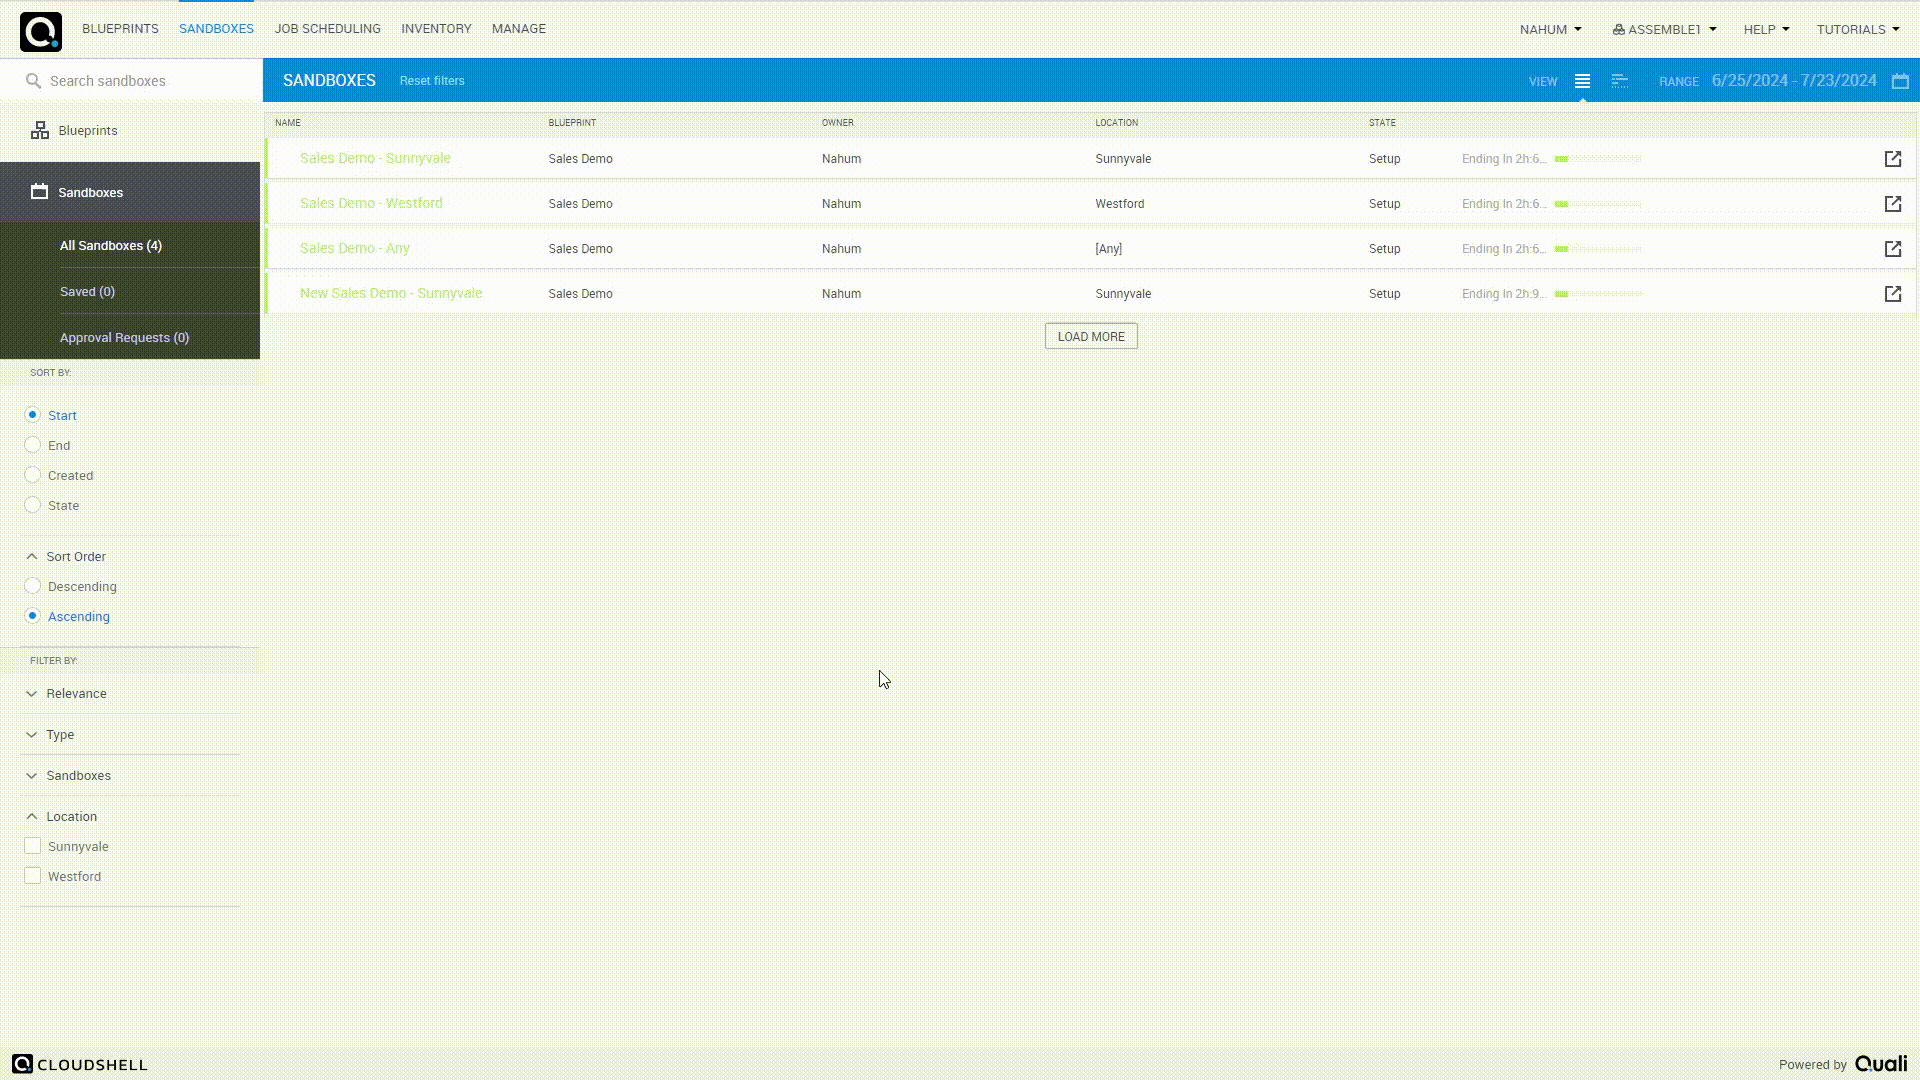 BLUEPRINTS SANDBOXES JOB SCHEDULING INVENTORY MANAGE NAHUM ASSEMBLE1 HELP TUTORIALS
Search sandboxes
SANDBOXES Reset filters VIEW RANGE 6/25/2024 - 7/23/2024
Blueprints
Sandboxes
All Sandboxes (4)
Saved (0)
Approval Requests (0)
SORT BY:
Start
End
Created
State
Sort Order
Descending
Ascending
FILTER BY:
Relevance
Type
Sandboxes
Location
Sunnyvale
Westford
NAME BLUEPRINT OWNER LOCATION STATE
Sales Demo - Sunnyvale Sales Demo Nahum Sunnyvale Setup Ending In 2h:6...
Sales Demo - Westford Sales Demo Nahum Westford Setup Ending In 2h:6...
Sales Demo - Any Sales Demo Nahum [Any] Setup Ending In 2h:6...
New Sales Demo - Sunnyvale Sales Demo Nahum Sunnyvale Setup Ending In 2h:9...
LOAD MORE
CLOUDSHELL
Powered by Quali